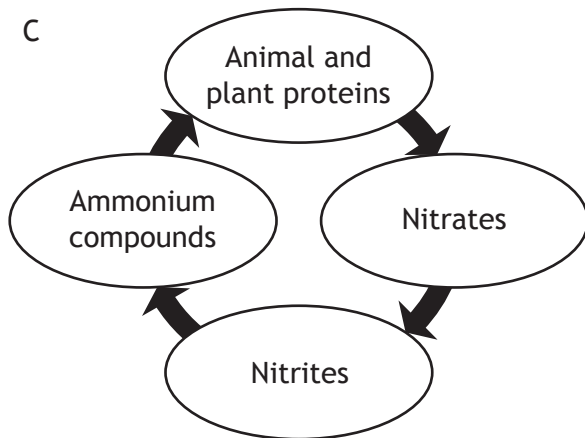 C
Animal and
plant proteins
Ammonium
compounds
Nitrates
Nitrites